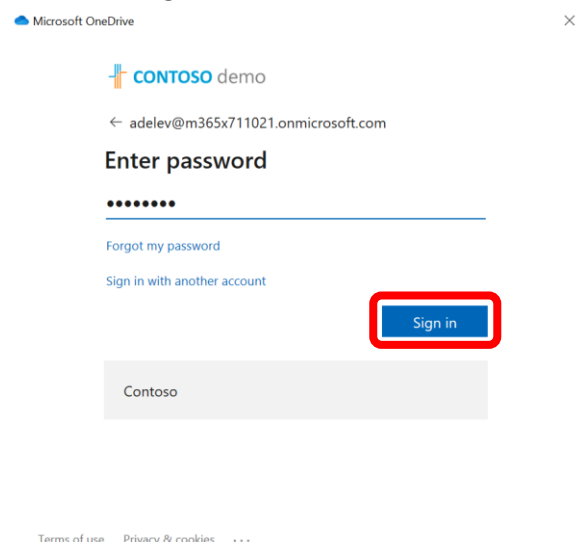 Microsoft OneDrive
CONTOSO demo
adelev@m365x711021.onmicrosoft.com
Enter password
••••••••
Forgot my password
Sign in with another account
Sign in
Contoso
Terms of use Privacy & cookies ...